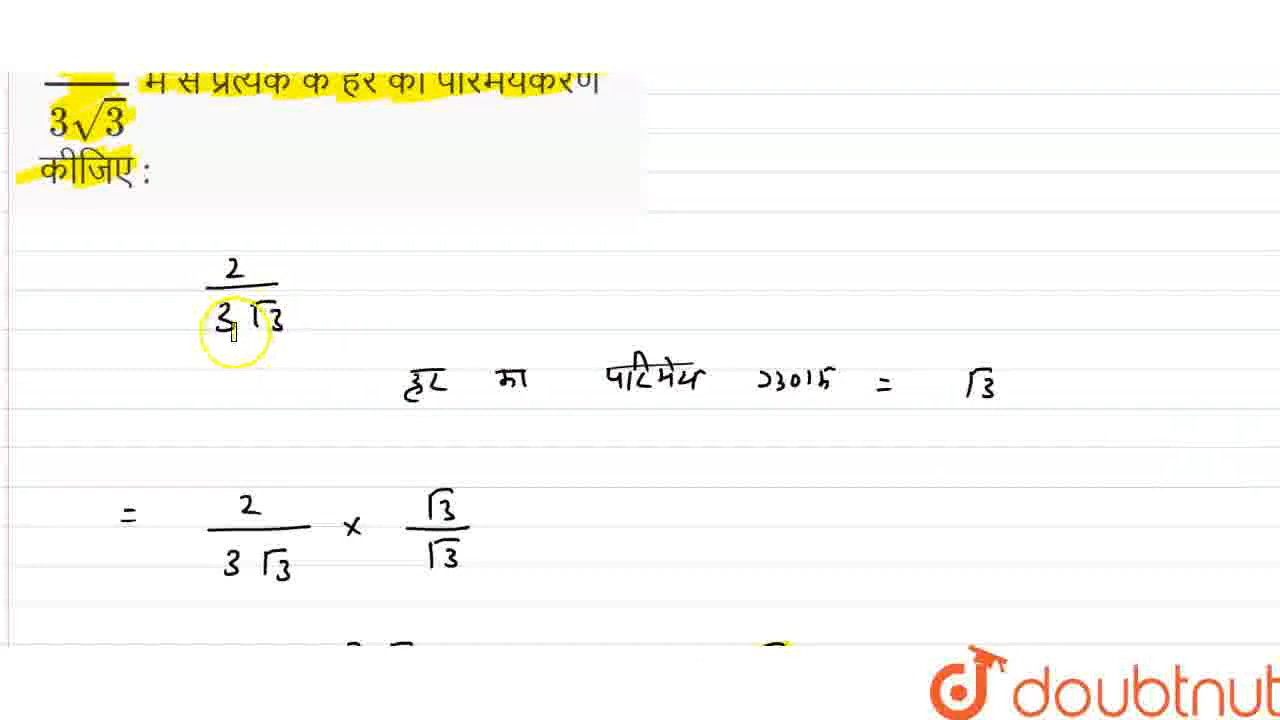 में से प्रत्येक के हर का परिमेयकरण
3√3
कीजिए :
2
3 √3
हर का परिमेय गुणांक = √3
= 2 × √3
3 √3 √3
doubtnut